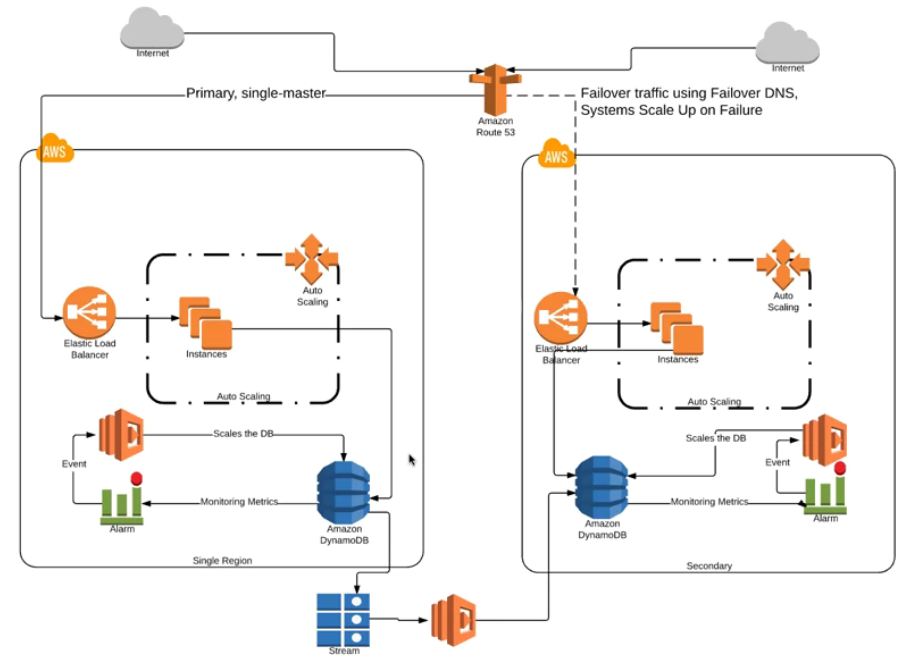 Internet
Internet
Primary, single-master
Amazon
Route 53
Failover traffic using Failover DNS,
Systems Scale Up on Failure
AWS
Auto
Scaling
Elastic Load
Balancer
Instances
Auto Scaling
Scales the DB
Event
Monitoring Metrics
Alarm
Amazon
DynamoDB
Single Region
AWS
Auto
Scaling
Elastic Load
Balancer
Instances
Auto Scaling
Scales the DB
Event
Monitoring Metrics
Alarm
Amazon
DynamoDB
Secondary
Stream